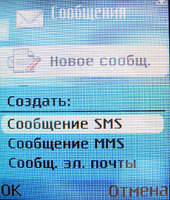 Сообщения
Новое сообщ.
Создать:
Сообщение SMS
Сообщение MMS
Сообщ. эл. почты
OK Отмена